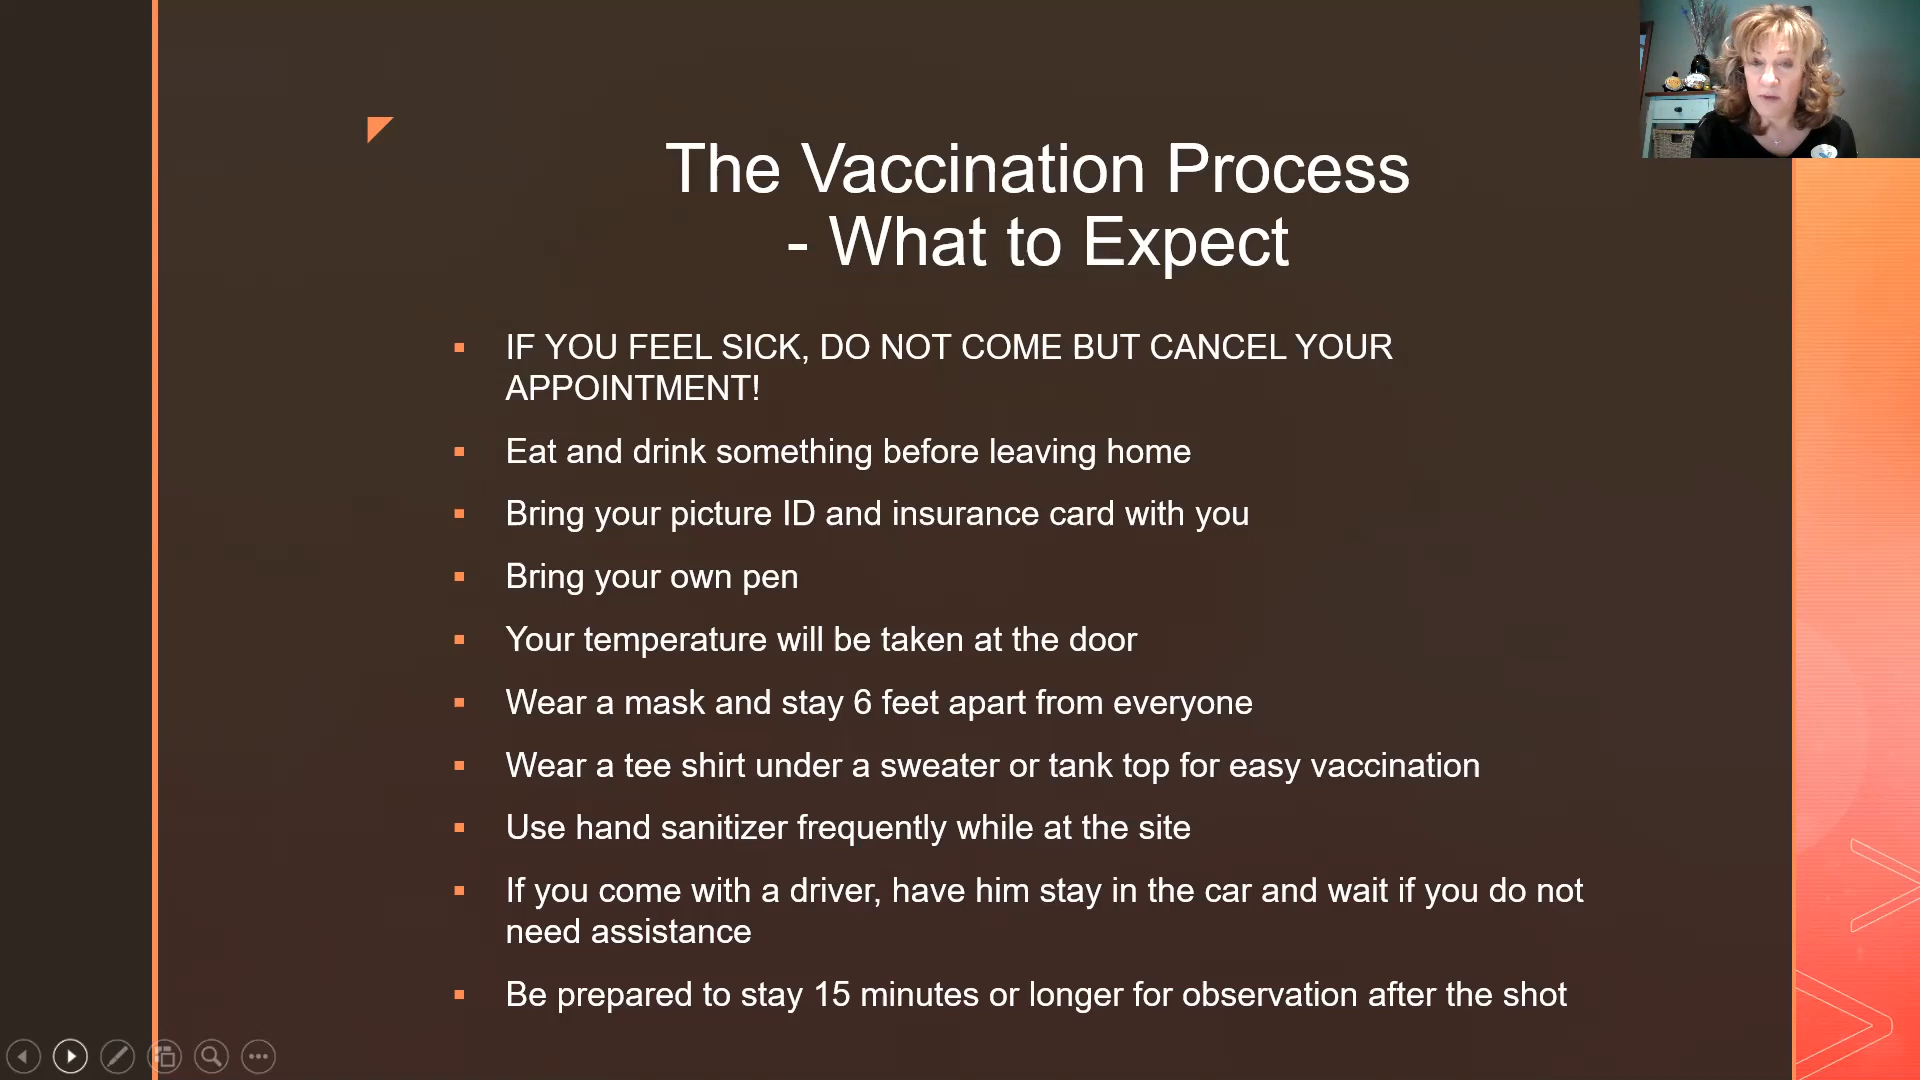 The Vaccination Process
- What to Expect
IF YOU FEEL SICK, DO NOT COME BUT CANCEL YOUR
APPOINTMENT!
Eat and drink something before leaving home
Bring your picture ID and insurance card with you
Bring your own pen
Your temperature will be taken at the door
Wear a mask and stay 6 feet apart from everyone
Wear a tee shirt under a sweater or tank top for easy vaccination
Use hand sanitizer frequently while at the site
If you come with a driver, have him stay in the car and wait if you do not
need assistance
Be prepared to stay 15 minutes or longer for observation after the shot